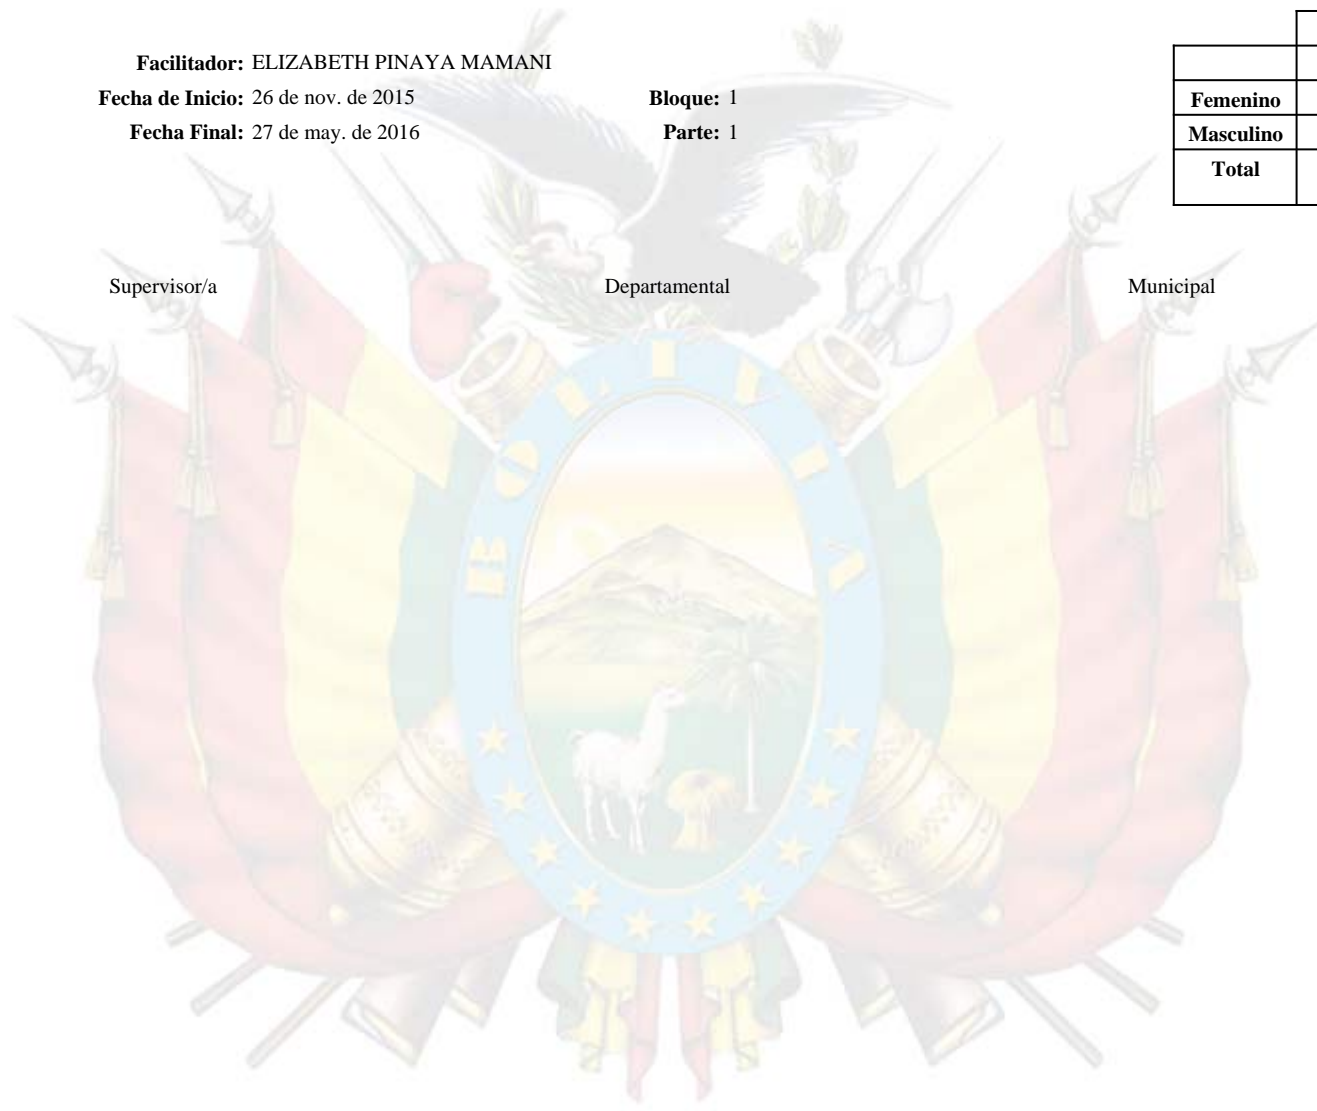 Facilitador: ELIZABETH PINAYA MAMANI
Fecha de Inicio: 26 de nov. de 2015 Bloque: 1
Fecha Final: 27 de may. de 2016 Parte: 1
Femenino
Masculino
Total
Supervisor/a Departamental Municipal
BOLIVIA